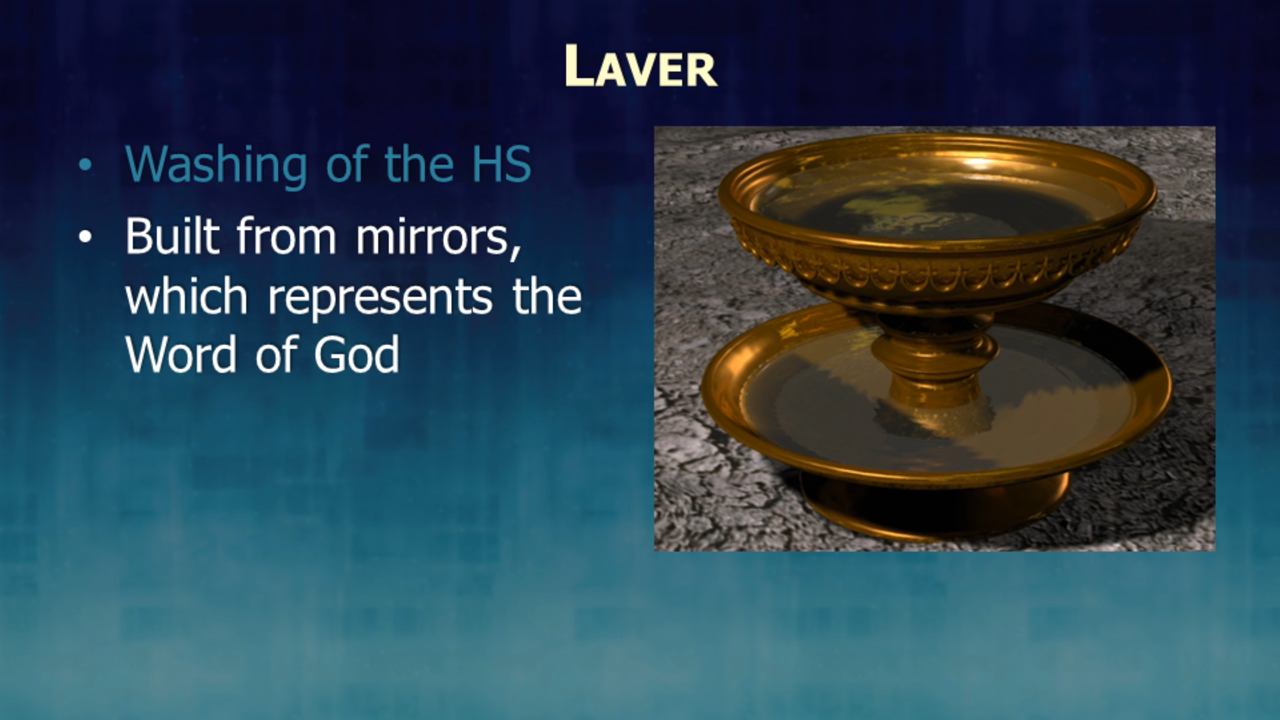 LAVER
• Washing of the HS
• Built from mirrors,
which represents the
Word of God